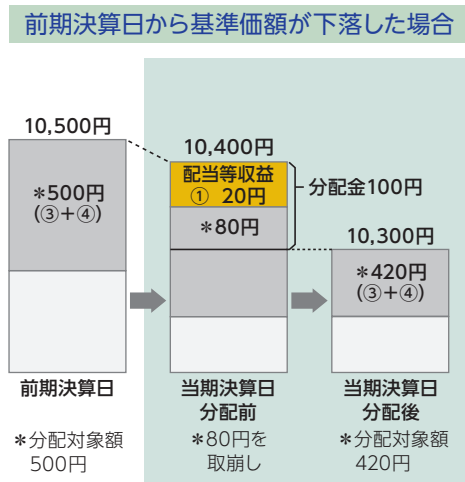 前期決算日から基準価額が下落した場合
10,500円
＊500円
(③＋④)
前期決算日
＊分配対象額
500円
10,400円
配当等収益
① 20円
＊80円
分配金100円
当期決算日
分配前
＊80円を
取崩し
10,300円
＊420円
(③＋④)
当期決算日
分配後
＊分配対象額
420円